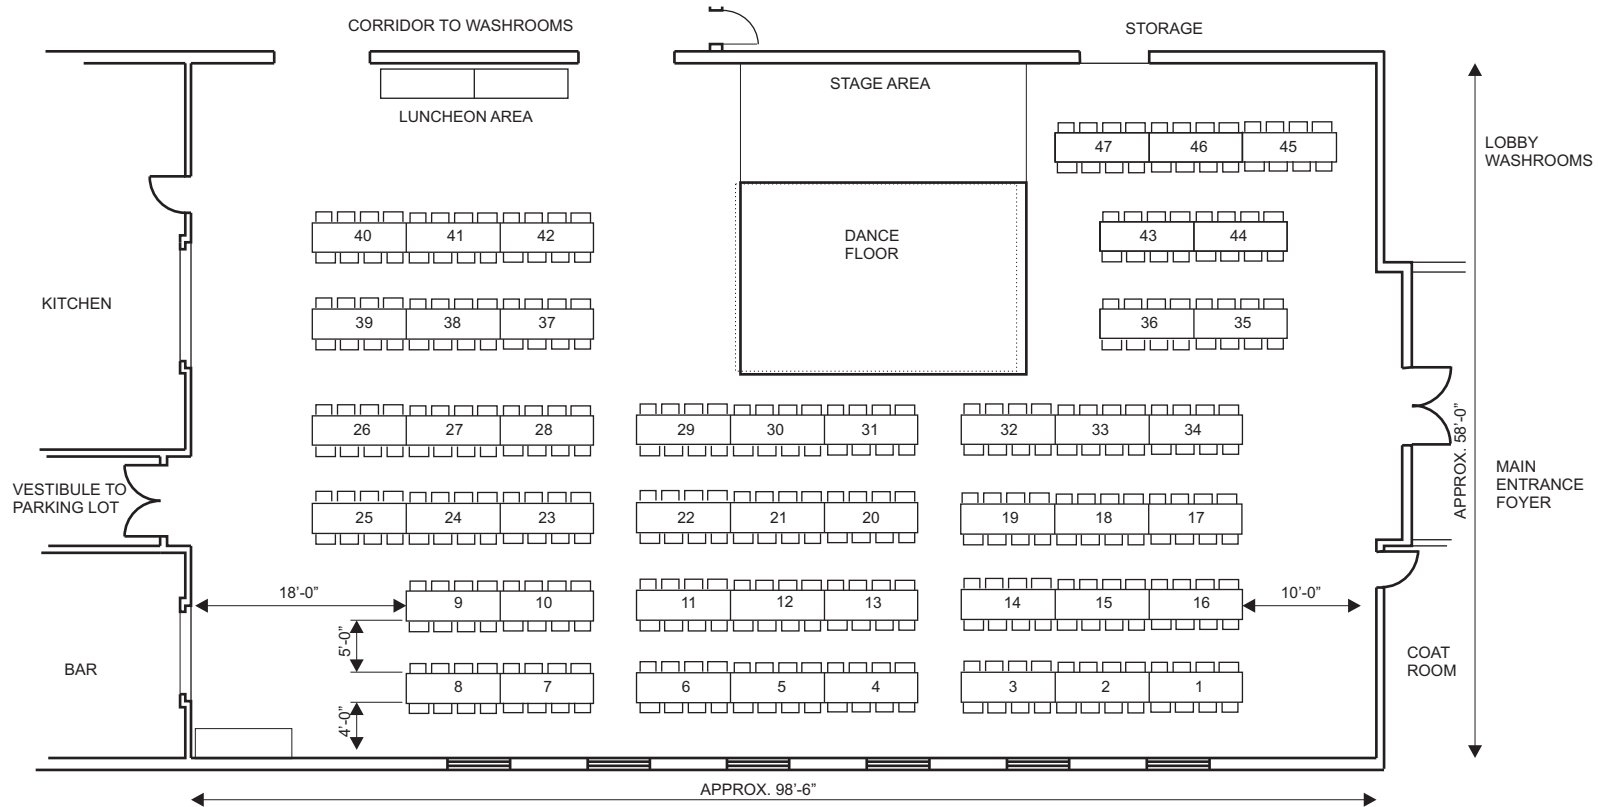 CORRIDOR TO WASHROOMS
STORAGE
STAGE AREA
LUNCHEON AREA
47 46 45
LOBBY
WASHROOMS
40 41 42
DANCE
FLOOR
43 44
KITCHEN
39 38 37
36 35
26 27 28
29 30 31
32 33 34
APPROX. 58'-0"
VESTIBULE TO
PARKING LOT
MAIN
ENTRANCE
FOYER
25 24 23
22 21 20
19 18 17
18'-0"
9 10
11 12 13
14 15 16
10'-0"
5'-0"
BAR
COAT
ROOM
8 7
6 5 4
3 2 1
4'-0"
APPROX. 98'-6"